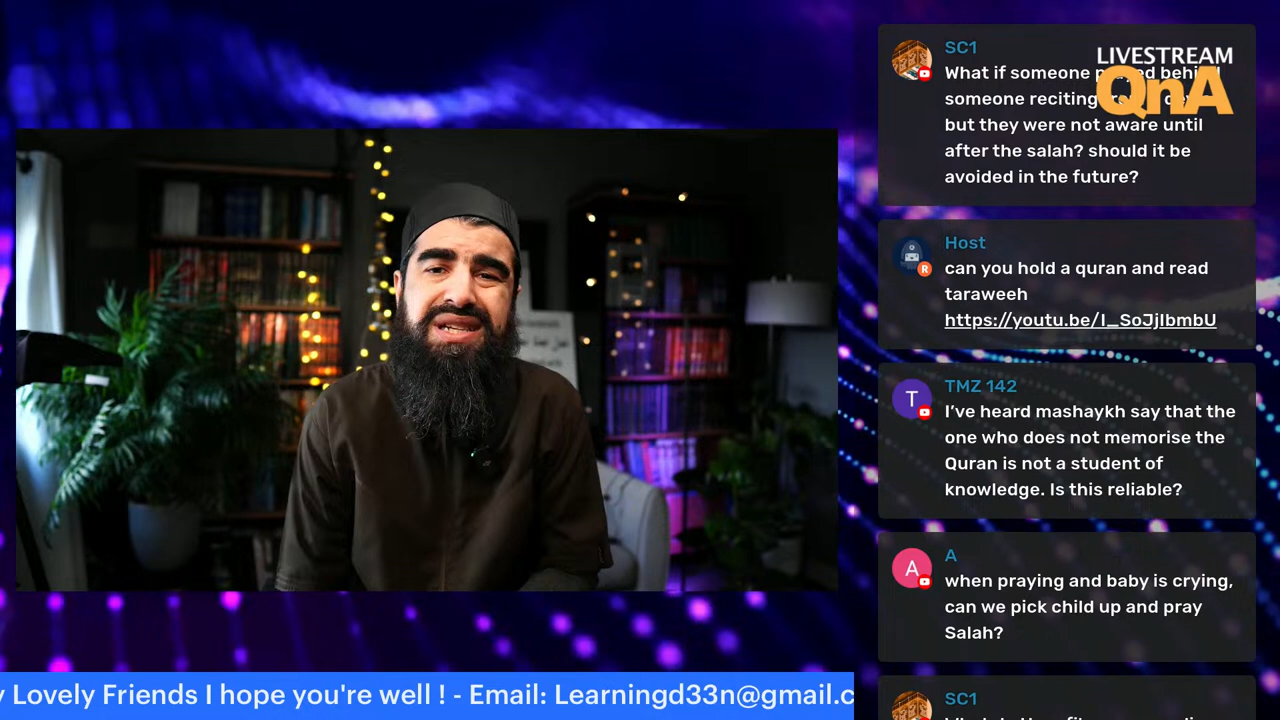 LIVESTREAM
QnA
SC1
What if someone
someone reciting
but they were not aware until
after the salah? should it be
avoided in the future?
Host
can you hold a quran and read
taraweeh
https://youtu.be/I_SoJjIbmbU
T
TMZ 142
I've heard mashaykh say that the
one who does not memorise the
Quran is not a student of
knowledge. Is this reliable?
A
A
when praying and baby is crying,
can we pick child up and pray
Salah?
SC1
Lovely Friends I hope you're well ! - Email: Learningd33n@gmail.c